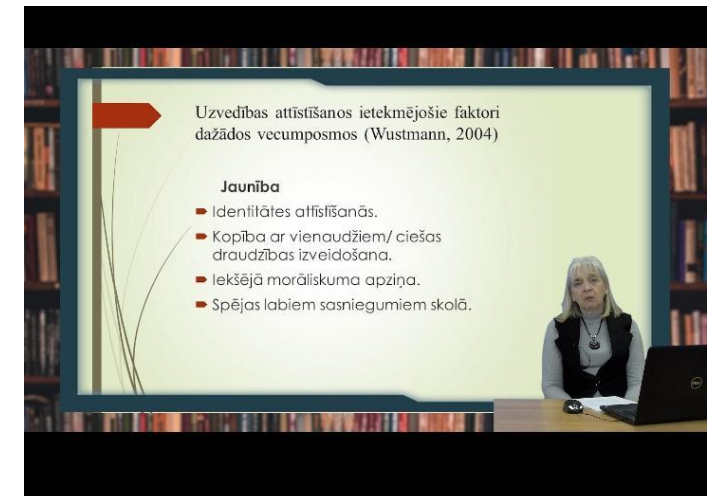 Uzvedības attīstīšanos ietekmējošie faktori
dažādos vecumposmos (Wustmann, 2004)
Jaunība
Identitātes attīstīšanās.
Kopība ar vienaudžiem/ ciešas
draudzības izveidošana.
Iekšējā morāliskuma apziņa.
Spējas labiem sasniegumiem skolā.